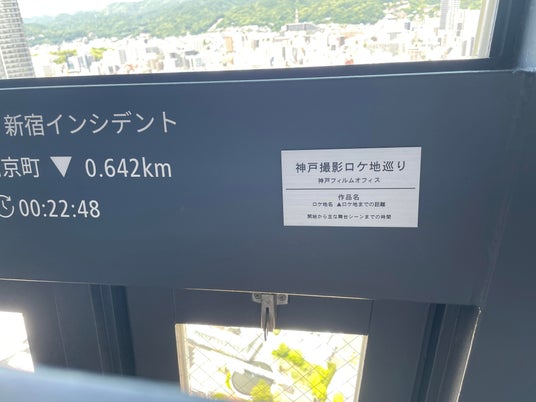 新宿インシデント
京町 ▼ 0.642km
00:22:48
神戸撮影ロケ地巡り
神戸フィルムオフィス
作品名
ロケ地名 ▲ロケ地までの距離
開始から主な舞台シーンまでの時間